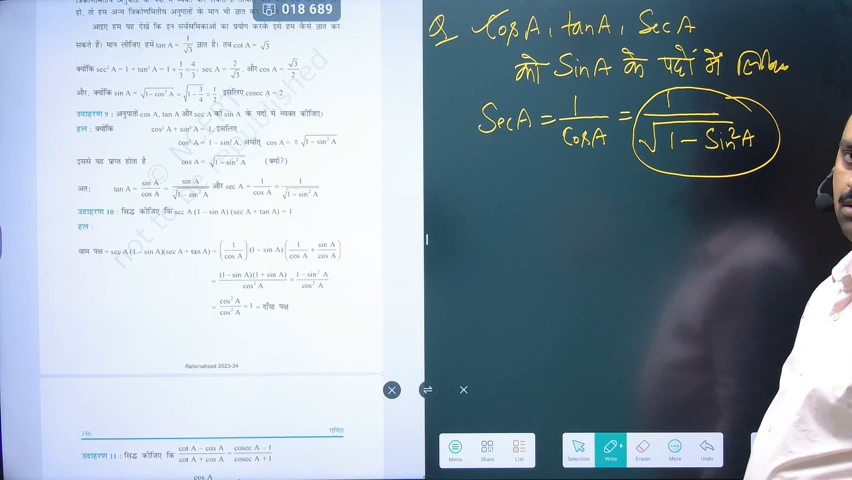 हो, तो हम अन्य त्रिकोणमितीय अनुपातों के मान भी ज्ञात कर
018 689
आइए हम यह देखें कि इन सर्वसमिकाओं का प्रयोग करके इसे हम कैसे ज्ञात कर
सकते हैं। मान लीजिए हमें tan A = 1/√3 ज्ञात है। तब cot A = √3
क्योंकि sec² A = 1 + tan² A = 1 + 1/3 = 4/3, sec A = 2/√3, और cos A = √3/2
और, क्योंकि sin A = √(1 – cos² A) = √(1 – 3/4) = 1/2, इसलिए cosec A = 2
उदाहरण 9 : अनुपातों cos A, tan A और sec A को sin A के पदों में व्यक्त कीजिए।
हल : क्योंकि cos² A + sin² A = 1, इसलिए
cos² A = 1 – sin² A, अर्थात् cos A = ± √(1 – sin² A)
इससे यह प्राप्त होता है cos A = √(1 – sin² A) (क्यों?)
अत: tan A = sin A/cos A = sin A/√(1 – sin² A) और sec A = 1/cos A = 1/√(1 – sin² A)
उदाहरण 10 : सिद्ध कीजिए कि sec A (1 – sin A) (sec A + tan A) = 1
हल :
वाम पक्ष = sec A (1 – sin A)(sec A + tan A) = (1/cos A)(1 – sin A)(1/cos A + sin A/cos A)
= (1 – sin A)(1 + sin A)/cos² A = 1 – sin² A/cos² A
= cos² A/cos² A = 1 = दाँया पक्ष
Rationalised 2023-24
146 गणित
उदाहरण 11 : सिद्ध कीजिए कि cot A – cos A/cot A + cos A = cosec A – 1/cosec A + 1
cos A
Q CosA, tanA, SecA
को SinA के पदों में
SecA = 1/CosA = 1/√(1 – Sin²A)
Menu Share List
Selection Write Eraser More Undo